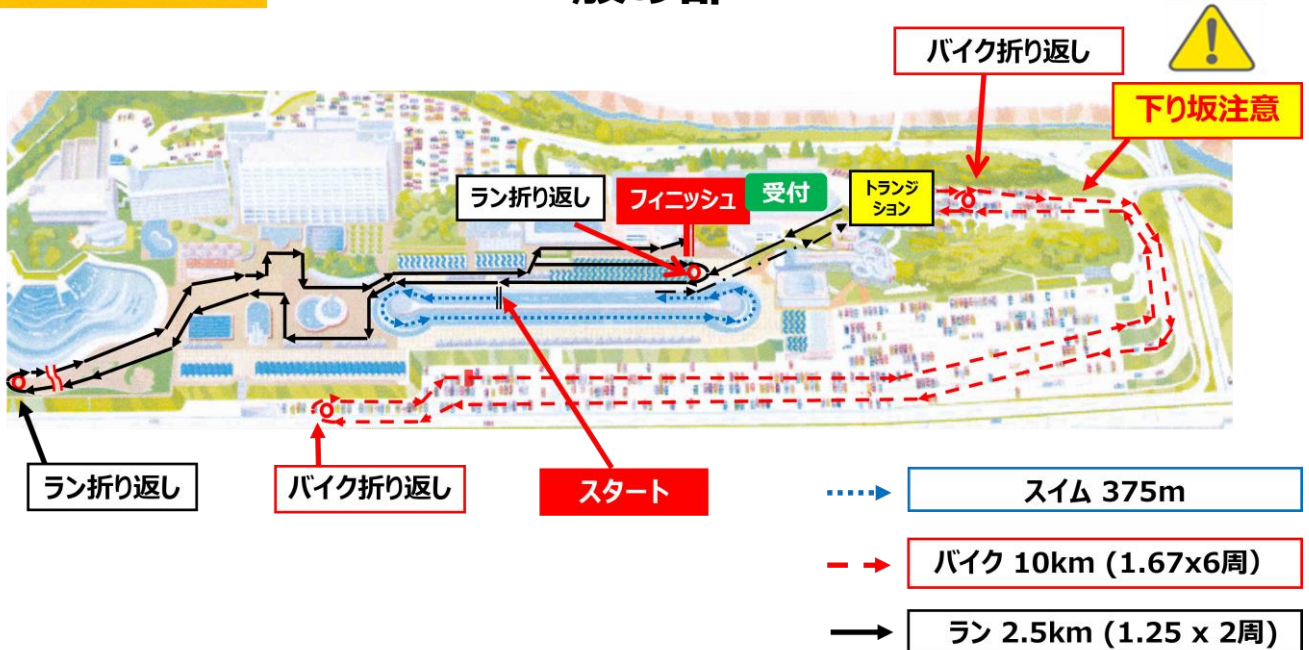 バイク折り返し
下り坂注意
ラン折り返し
フィニッシュ
受付
トランジ
ション
ラン折り返し
バイク折り返し
スタート
スイム 375m
バイク 10km (1.67x6周）
ラン 2.5km (1.25 x 2周)